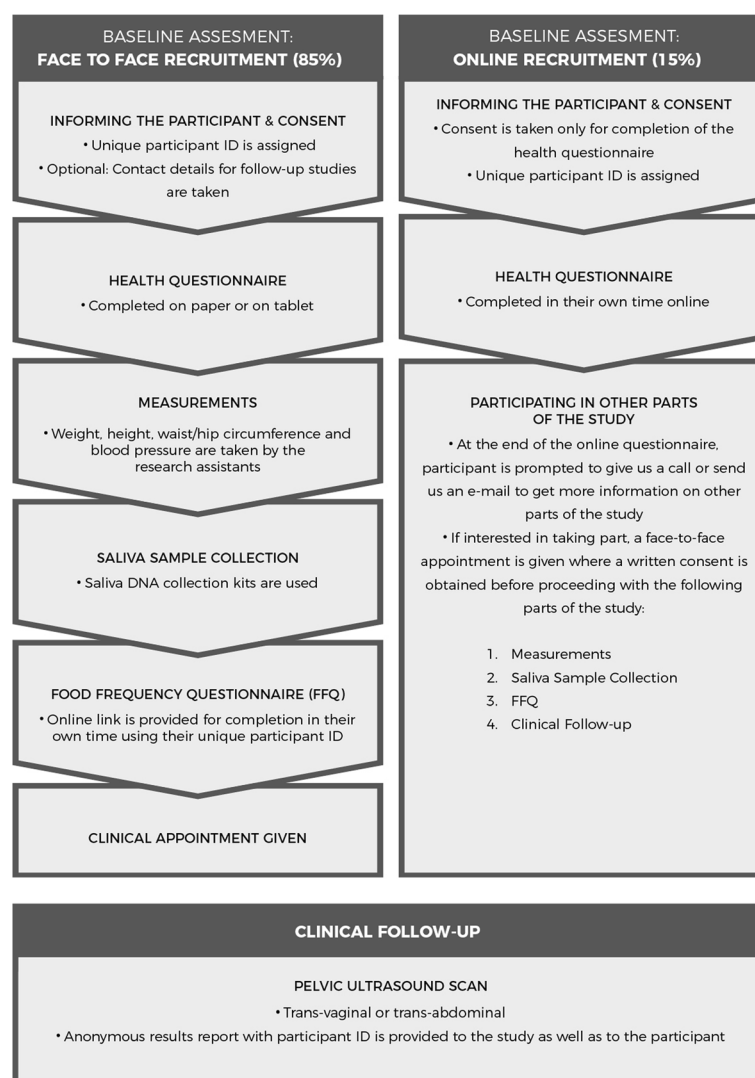 BASELINE ASSESMENT:
FACE TO FACE RECRUITMENT (85%)
INFORMING THE PARTICIPANT & CONSENT
• Unique participant ID is assigned
• Optional: Contact details for follow-up studies
are taken
HEALTH QUESTIONNAIRE
• Completed on paper or on tablet
MEASUREMENTS
• Weight, height, waist/hip circumference and
blood pressure are taken by the
research assistants
SALIVA SAMPLE COLLECTION
• Saliva DNA collection kits are used
FOOD FREQUENCY QUESTIONNAIRE (FFQ)
• Online link is provided for completion in their
own time using their unique participant ID
CLINICAL APPOINTMENT GIVEN
BASELINE ASSESMENT:
ONLINE RECRUITMENT (15%)
INFORMING THE PARTICIPANT & CONSENT
• Consent is taken only for completion of the
health questionnaire
• Unique participant ID is assigned
HEALTH QUESTIONNAIRE
• Completed in their own time online
PARTICIPATING IN OTHER PARTS
OF THE STUDY
• At the end of the online questionnaire,
participant is prompted to give us a call or send
us an e-mail to get more information on other
parts of the study
• If interested in taking part, a face-to-face
appointment is given where a written consent is
obtained before proceeding with the following
parts of the study:
1. Measurements
2. Saliva Sample Collection
3. FFQ
4. Clinical Follow-up
CLINICAL FOLLOW-UP
PELVIC ULTRASOUND SCAN
• Trans-vaginal or trans-abdominal
• Anonymous results report with participant ID is provided to the study as well as to the participant